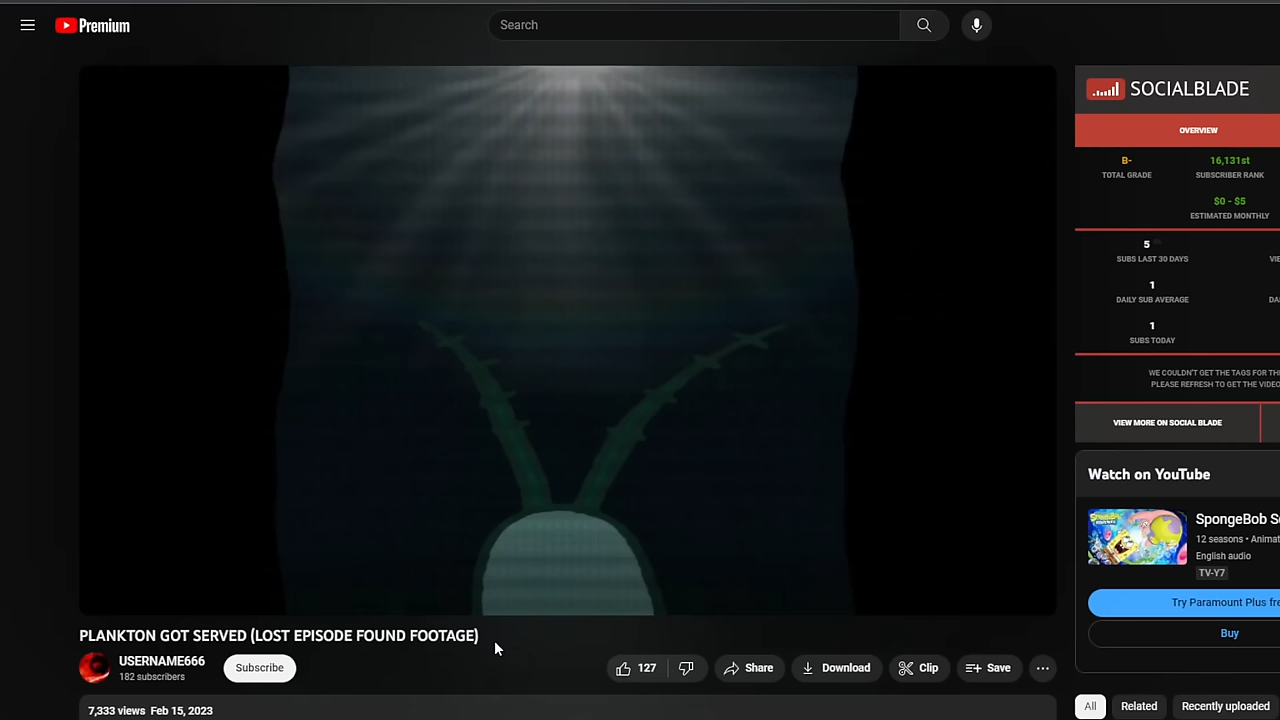 Premium
Search
SOCIALBLADE
OVERVIEW
B-
16,131st
TOTAL GRADE
SUBSCRIBER RANK
$0 - $5
ESTIMATED MONTHLY
5
SUBS LAST 30 DAYS
1
DAILY SUB AVERAGE
1
SUBS TODAY
WE COULDN'T GET THE TAGS FOR
PLEASE REFRESH TO GET THE
VIEW MORE ON SOCIAL BLADE
Watch on YouTube
SpongeBob
12 seasons •
English audio
TV-Y7
Try Paramount Plus
Buy
PLANKTON GOT SERVED (LOST EPISODE FOUND FOOTAGE)
USERNAME666
182 subscribers
Subscribe
127
Share
Download
Clip
Save
7,333 views Feb 15, 2023
All
Related
Recently uploaded